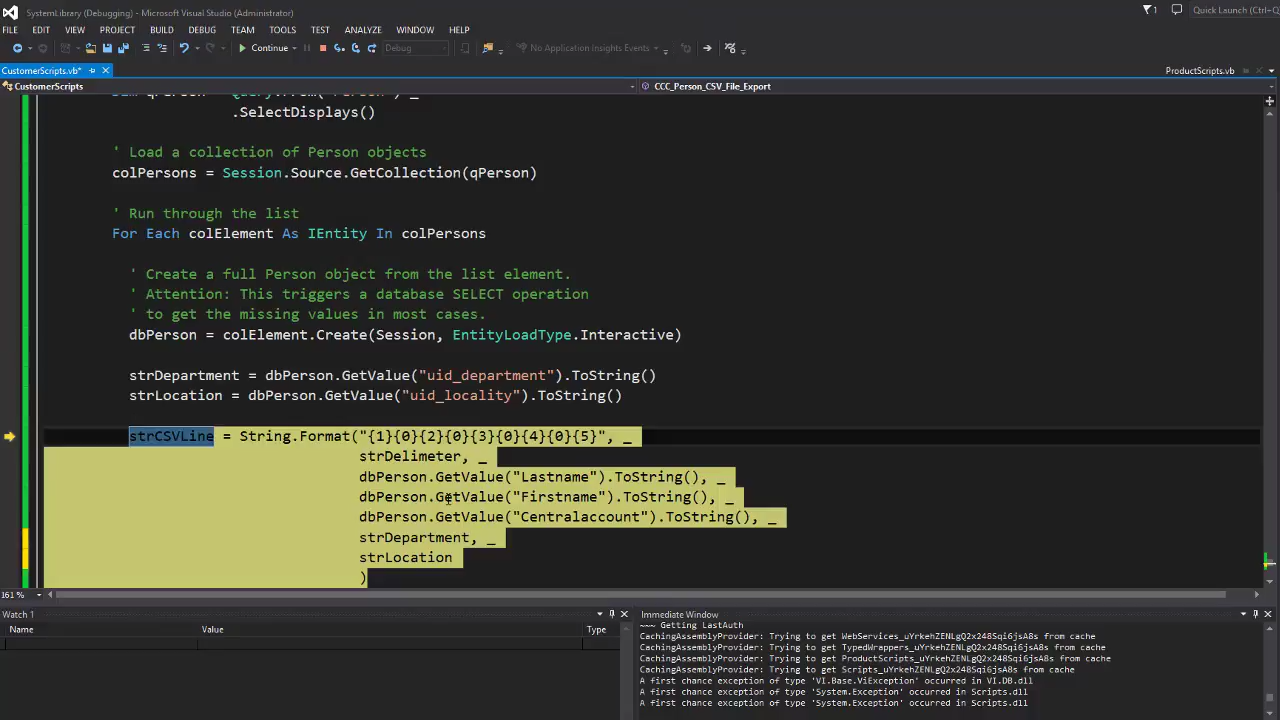 SystemLibrary (Debugging) - Microsoft Visual Studio (Administrator)
1
Quick Launch (Ctrl+Q
FILE EDIT VIEW PROJECT BUILD DEBUG TEAM TOOLS TEST ANALYZE WINDOW HELP
Continue Debug No Application Insights Events
CustomerScripts.vb*
ProductScripts.vb
CustomerScripts
CCC_Person_CSV_File_Export
.SelectDisplays()
' Load a collection of Person objects
colPersons = Session.Source.GetCollection(qPerson)
' Run through the list
For Each colElement As IEntity In colPersons
' Create a full Person object from the list element.
' Attention: This triggers a database SELECT operation
' to get the missing values in most cases.
dbPerson = colElement.Create(Session, EntityLoadType.Interactive)
strDepartment = dbPerson.GetValue("uid_department").ToString()
strLocation = dbPerson.GetValue("uid_locality").ToString()
strCSVLine = String.Format("{1}{0}{2}{0}{3}{0}{4}{0}{5}", _
strDelimeter, _
dbPerson.GetValue("Lastname").ToString(), _
dbPerson.GetValue("Firstname").ToString(), _
dbPerson.GetValue("Centralaccount").ToString(), _
strDepartment, _
strLocation
)
161 %
Watch 1
Name Value Type
Immediate Window
~~~ Getting LastAuth
CachingAssemblyProvider: Trying to get WebServices_uYrkehZENLgQ2x248Sqi6jsA8s from cache
CachingAssemblyProvider: Trying to get TypedWrappers_uYrkehZENLgQ2x248Sqi6jsA8s from cache
CachingAssemblyProvider: Trying to get ProductScripts_uYrkehZENLgQ2x248Sqi6jsA8s from cache
CachingAssemblyProvider: Trying to get Scripts_uYrkehZENLgQ2x248Sqi6jsA8s from cache
A first chance exception of type 'VI.Base.ViException' occurred in VI.DB.dll
A first chance exception of type 'System.Exception' occurred in Scripts.dll
A first chance exception of type 'System.Exception' occurred in Scripts.dll